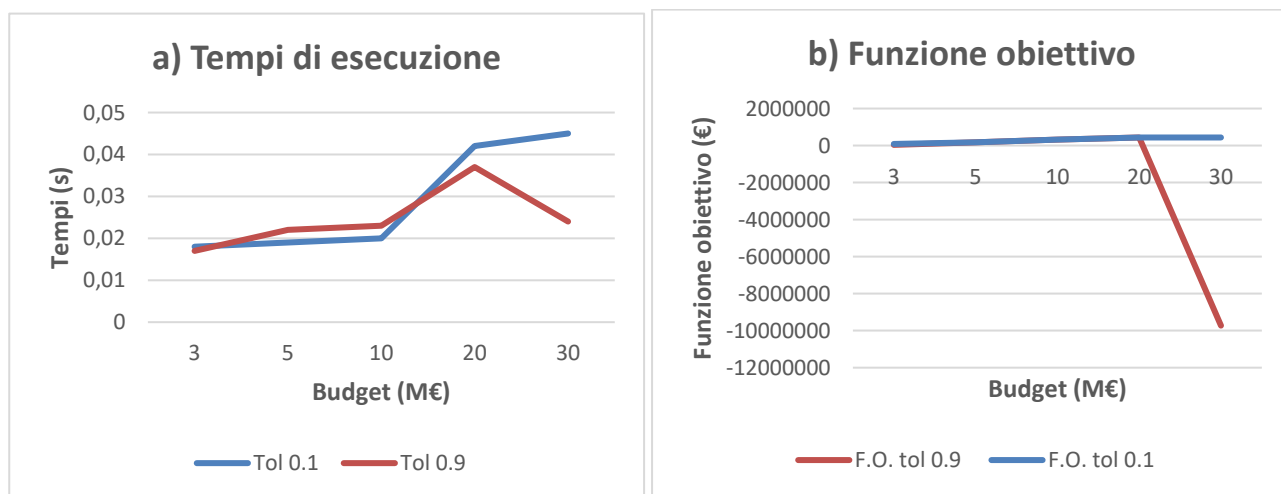 a) Tempi di esecuzione
0,05
0,04
0,03
0,02
0,01
0
Tempi (s)
3 5 10 20 30
Budget (M€)
Tol 0.1 Tol 0.9
b) Funzione obiettivo
2000000
0
-2000000
-4000000
-6000000
-8000000
-10000000
-12000000
Funzione obiettivo (€)
3 5 10 20 30
Budget (M€)
F.O. tol 0.9 F.O. tol 0.1